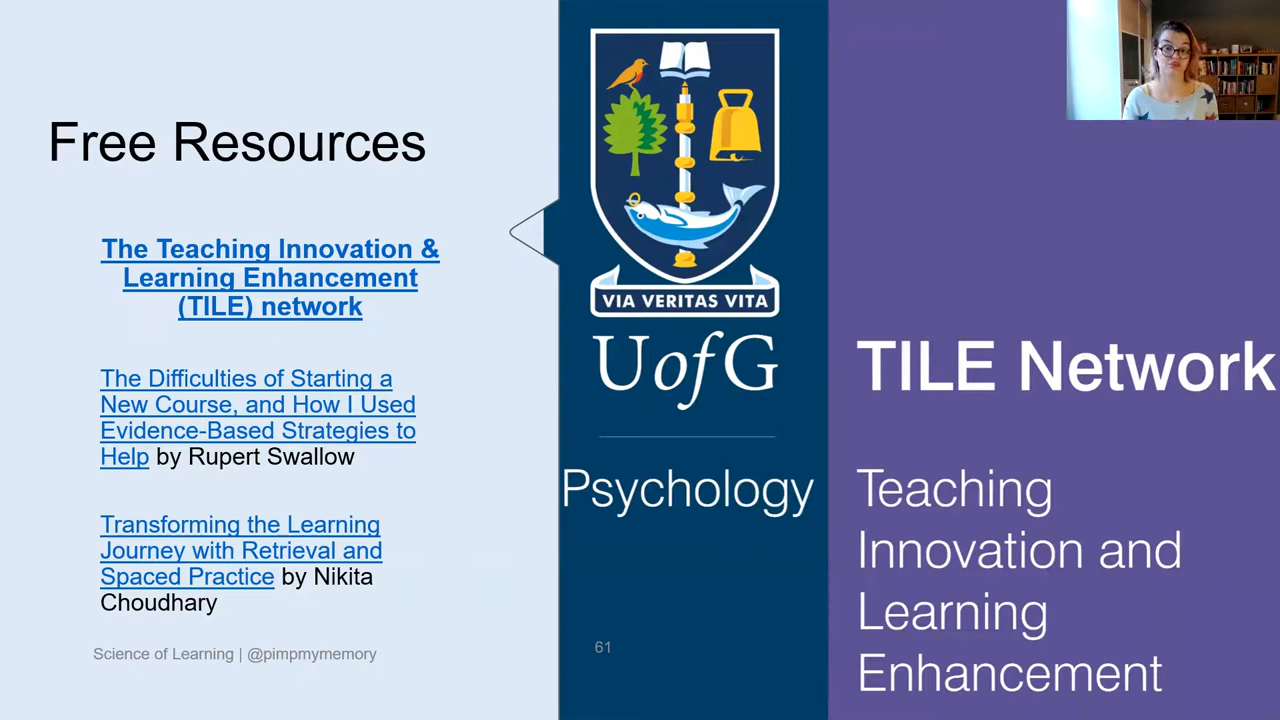 Free Resources
The Teaching Innovation &
Learning Enhancement
(TILE) network
The Difficulties of Starting a
New Course, and How I Used
Evidence-Based Strategies to
Help by Rupert Swallow
Transforming the Learning
Journey with Retrieval and
Spaced Practice by Nikita
Choudhary
Science of Learning | @pimpmymemory
VIA VERITAS VITA
UofG
Psychology
61
TILE Network
Teaching
Innovation and
Learning
Enhancement